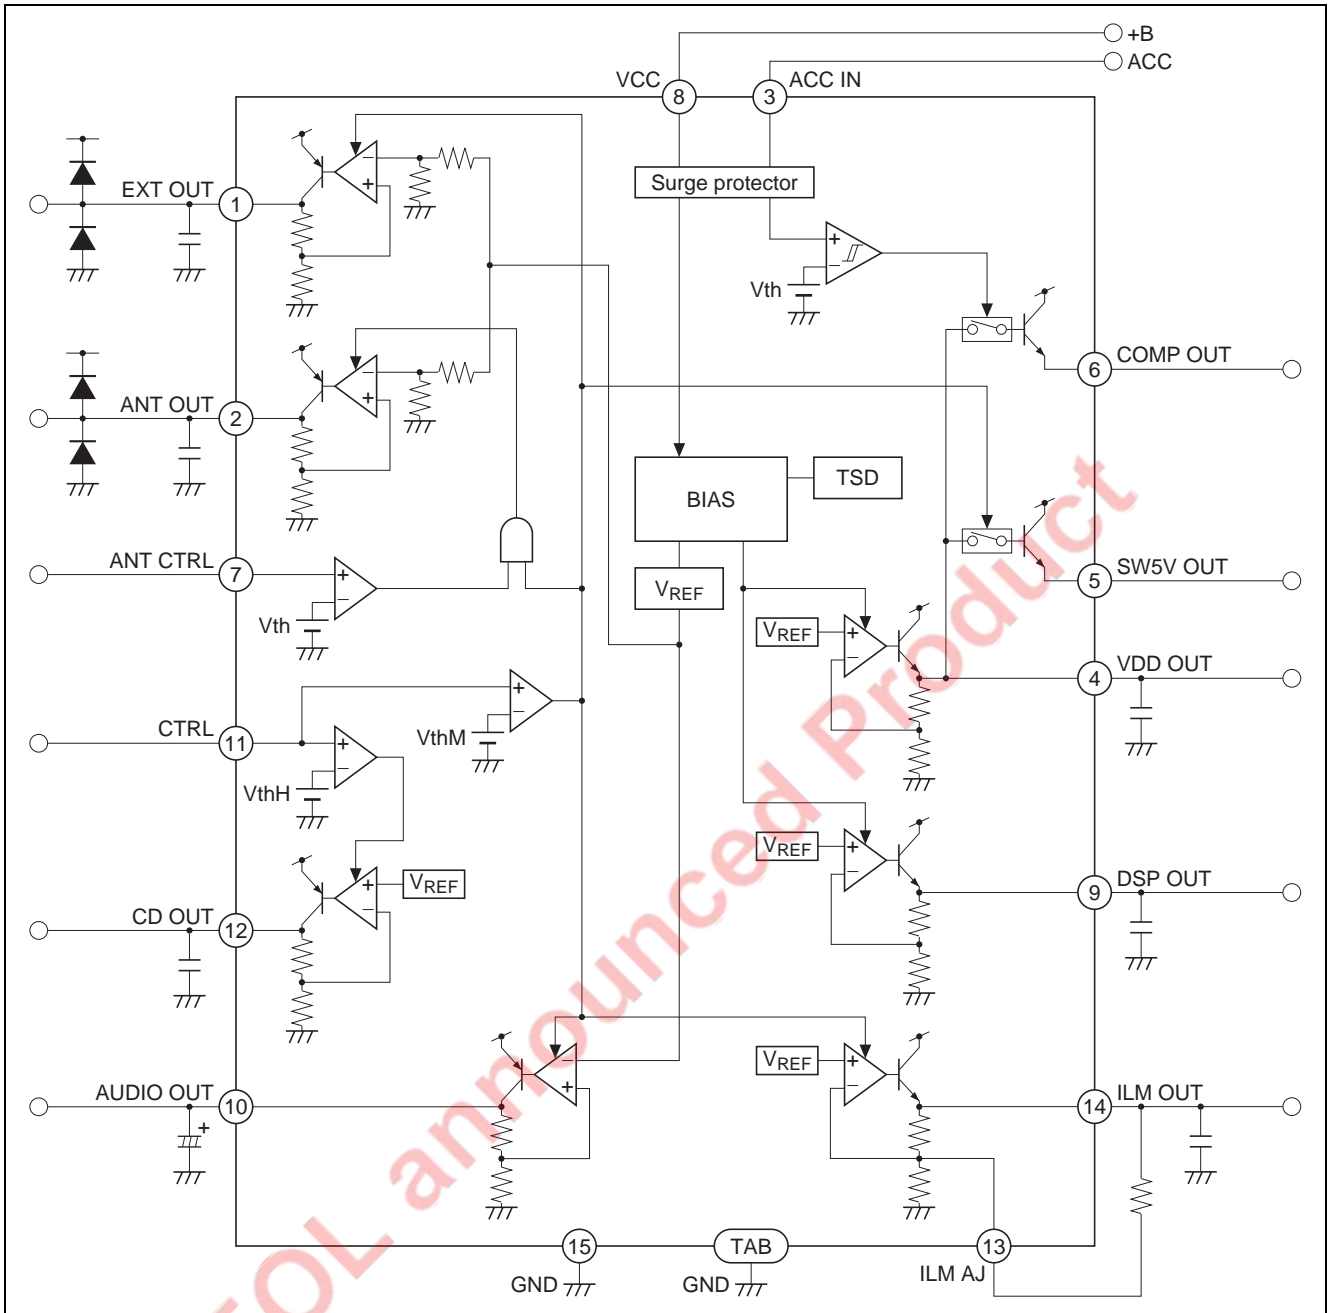 +B
ACC
VCC
8
3
ACC IN
Surge protector
EXT OUT
1
−
+
+
−
Vth
COMP OUT
6
ANT OUT
2
−
+
BIAS
TSD
SW5V OUT
5
ANT CTRL
7
+
−
Vth
VREF
VREF
+
−
VDD OUT
4
CTRL
11
+
−
VthM
+
−
VthH
VREF
+
−
DSP OUT
9
CD OUT
12
+
−
VREF
AUDIO OUT
10
+
−
+
VREF
+
−
ILM OUT
14
15
GND
TAB
GND
13
ILM AJ
EOL announced Product